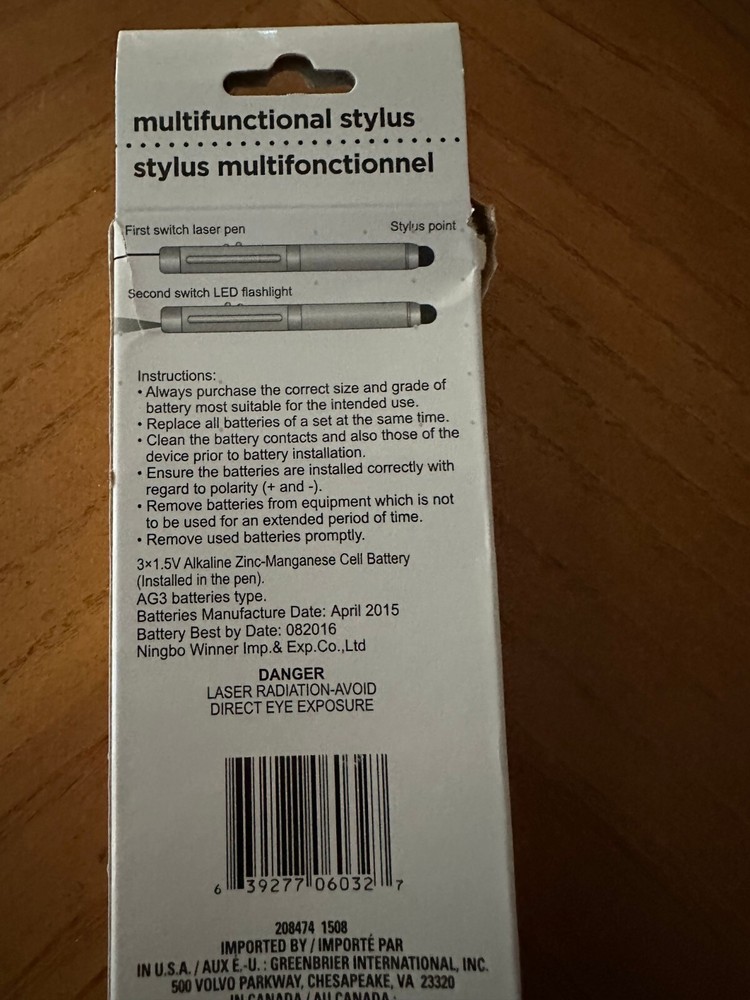 multifunctional stylus
stylus multifonctionnel
First switch laser pen
Stylus point
Second switch LED flashlight
Instructions:
• Always purchase the correct size and grade of
battery most suitable for the intended use.
• Replace all batteries of a set at the same time.
• Clean the battery contacts and also those of the
device prior to battery installation.
• Ensure the batteries are installed correctly with
regard to polarity (+ and -).
• Remove batteries from equipment which is not
to be used for an extended period of time.
• Remove used batteries promptly.
3×1.5V Alkaline Zinc-Manganese Cell Battery
(Installed in the pen).
AG3 batteries type.
Batteries Manufacture Date: April 2015
Battery Best by Date: 082016
Ningbo Winner Imp.& Exp.Co.,Ltd
DANGER
LASER RADIATION-AVOID
DIRECT EYE EXPOSURE
6 39277 06032 7
208474 1508
IMPORTED BY / IMPORTÉ PAR
IN U.S.A. / AUX É.-U. : GREENBRIER INTERNATIONAL, INC.
500 VOLVO PARKWAY, CHESAPEAKE, VA 23320
IN CANADA / AU CANADA :